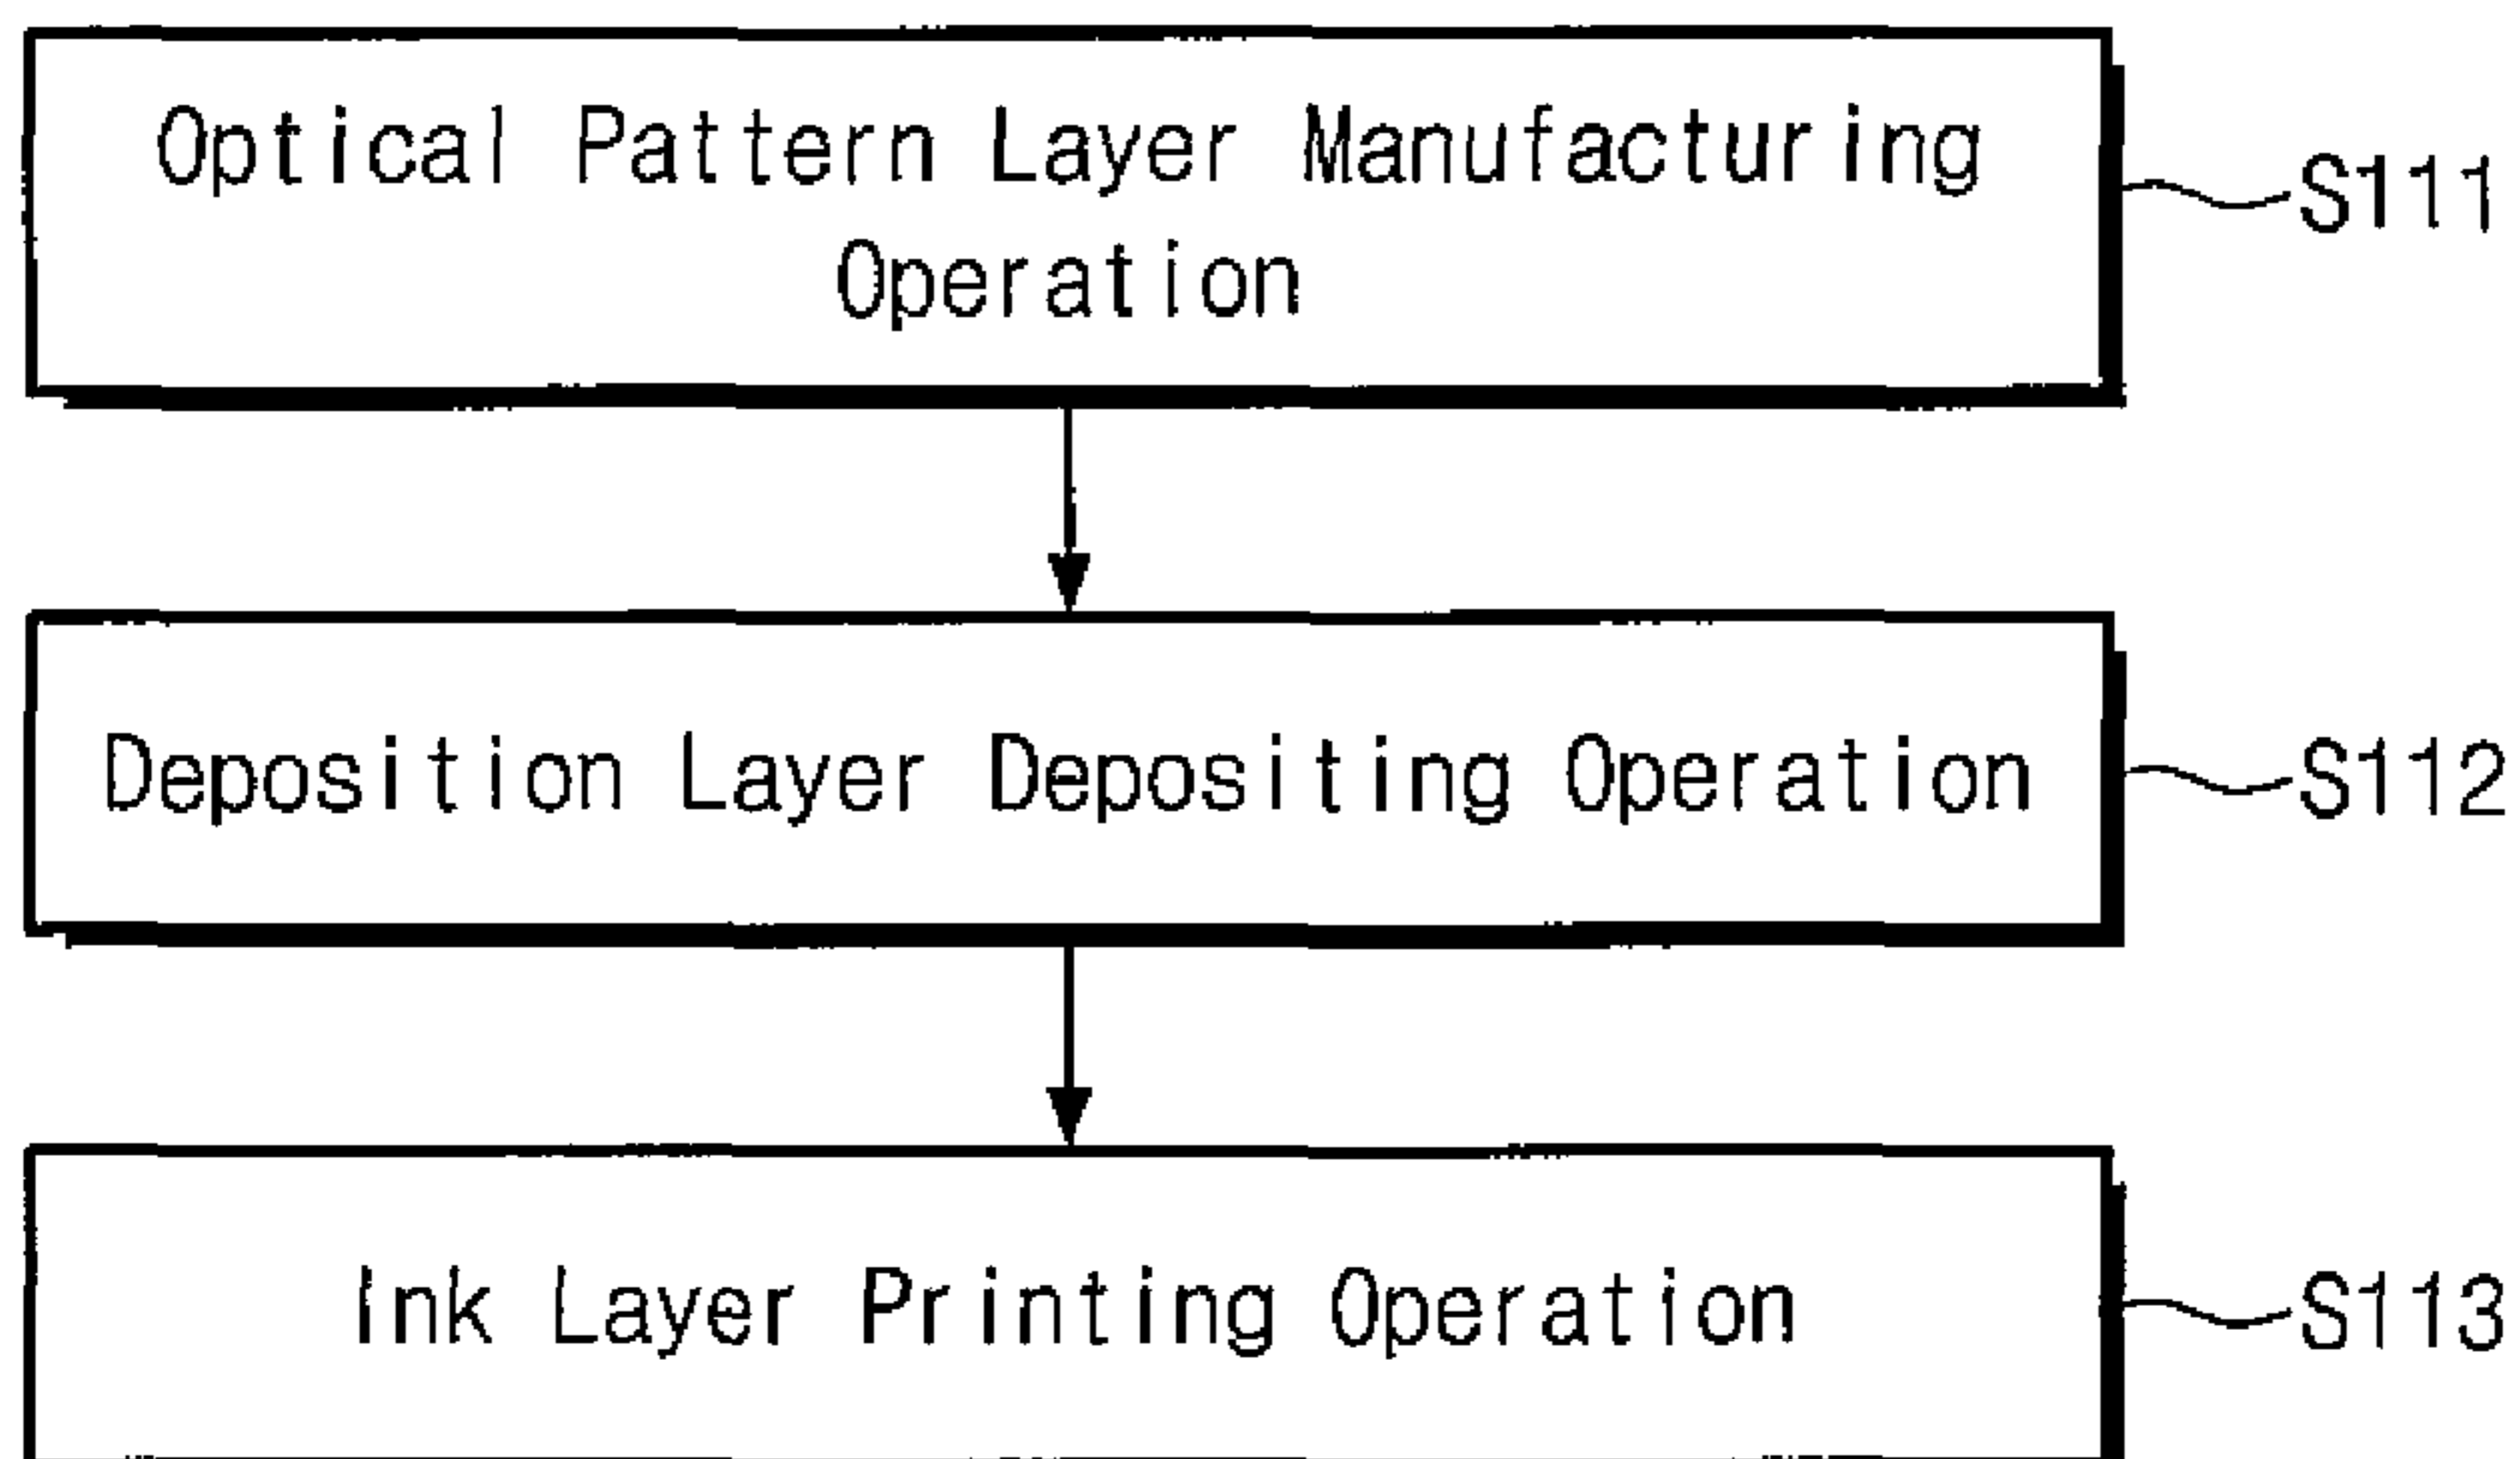 Optical Pattern Layer Manufacturing
Operation
S111
Deposition Layer Depositing Operation
S112
Ink Layer Printing Operation
S113